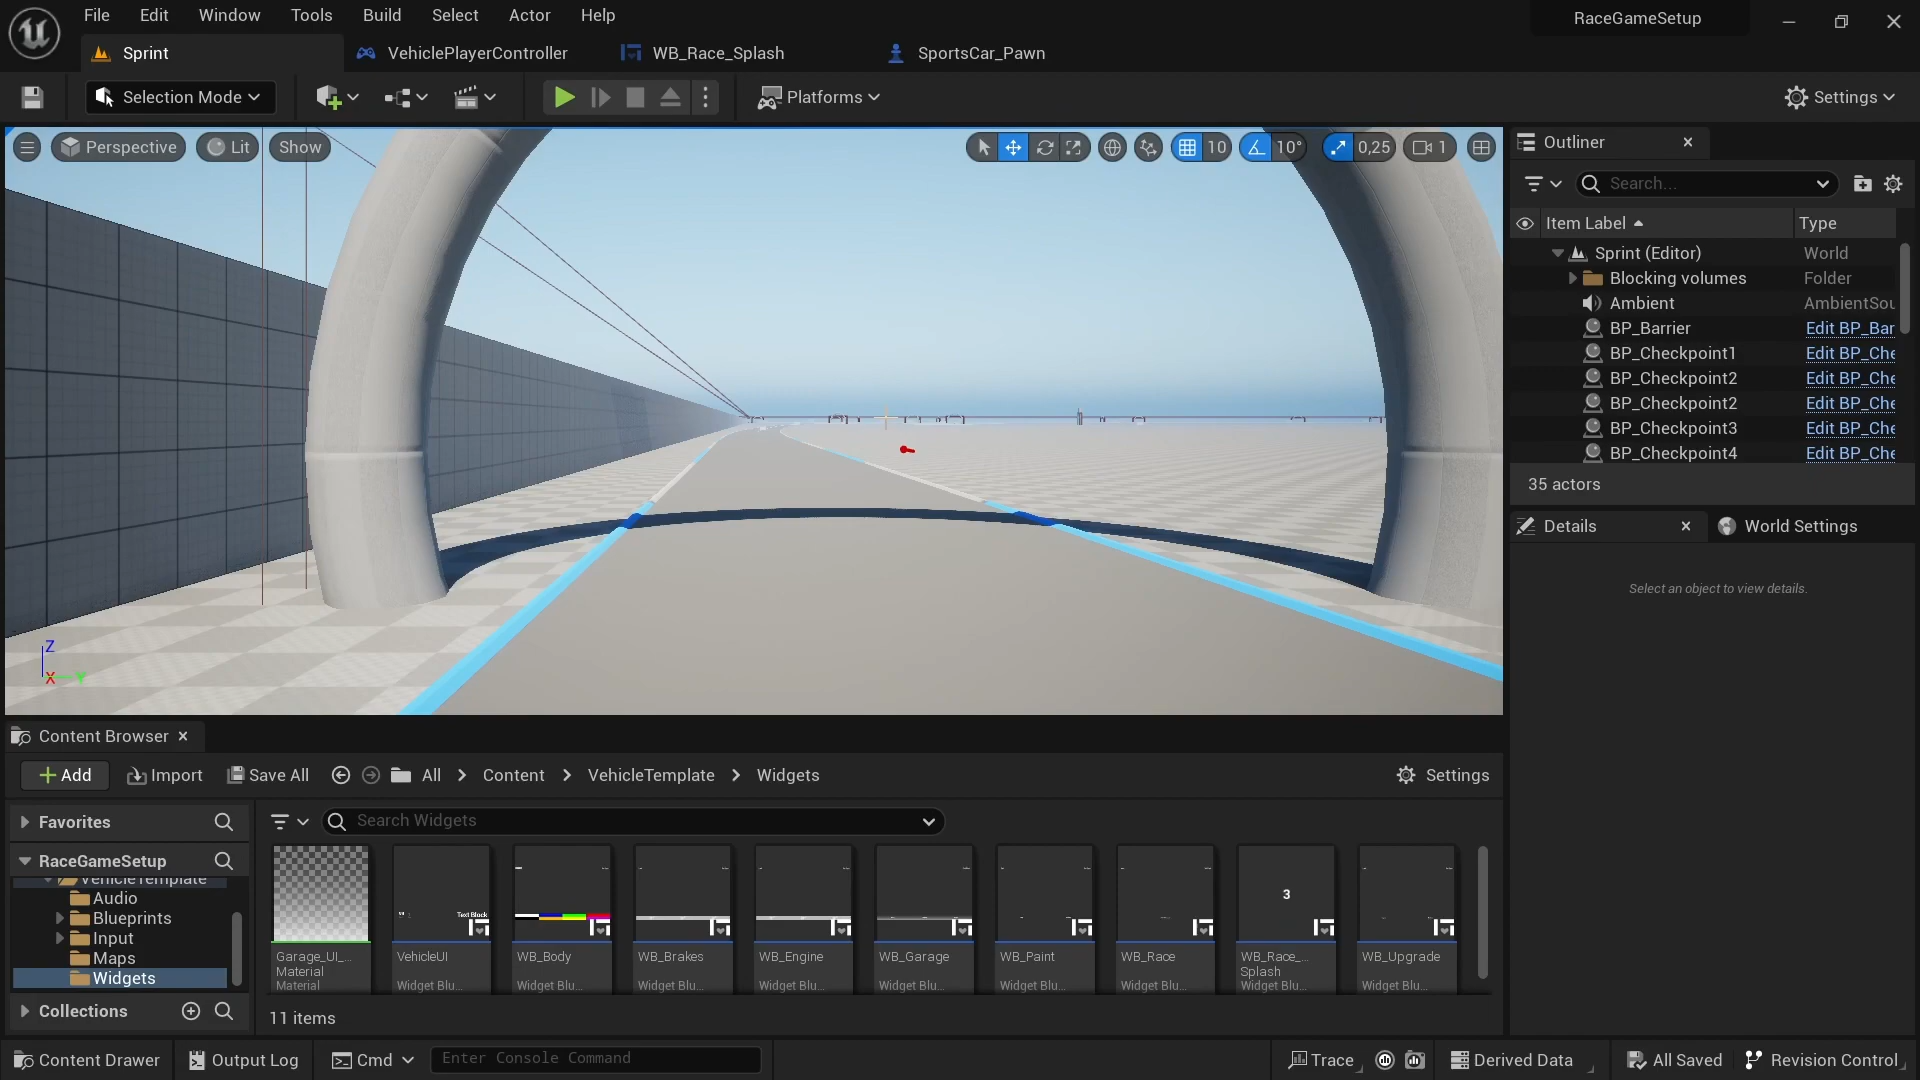 File Edit Window Tools Build Select Actor Help
RaceGameSetup
Sprint
VehiclePlayerController
WB_Race_Splash
SportsCar_Pawn
Selection Mode
Platforms
Settings
Perspective
Lit
Show
10
10°
0,25
1
Z
X
Y
Outliner
Search...
Item Label
Type
Sprint (Editor) World
Blocking volumes Folder
Ambient AmbientSou
BP_Barrier Edit BP_Bar
BP_Checkpoint1 Edit BP_Che
BP_Checkpoint2 Edit BP_Che
BP_Checkpoint2 Edit BP_Che
BP_Checkpoint3 Edit BP_Che
BP_Checkpoint4 Edit BP_Che
35 actors
Details
World Settings
Select an object to view details.
Content Browser
Add
Import
Save All
All > Content > VehicleTemplate > Widgets
Settings
Favorites
RaceGameSetup
VehicleTemplate
Audio
Blueprints
Input
Maps
Widgets
Collections
Search Widgets
Text Block
3
Garage_UI_...
Material
Material
VehicleUI
Widget Blu...
WB_Body
Widget Blu...
WB_Brakes
Widget Blu...
WB_Engine
Widget Blu...
WB_Garage
Widget Blu...
WB_Paint
Widget Blu...
WB_Race
Widget Blu...
WB_Race_...
Splash
Widget Blu...
WB_Upgrade
Widget Blu...
11 items
Content Drawer
Output Log
Cmd
Enter Console Command
Trace
Derived Data
All Saved
Revision Control